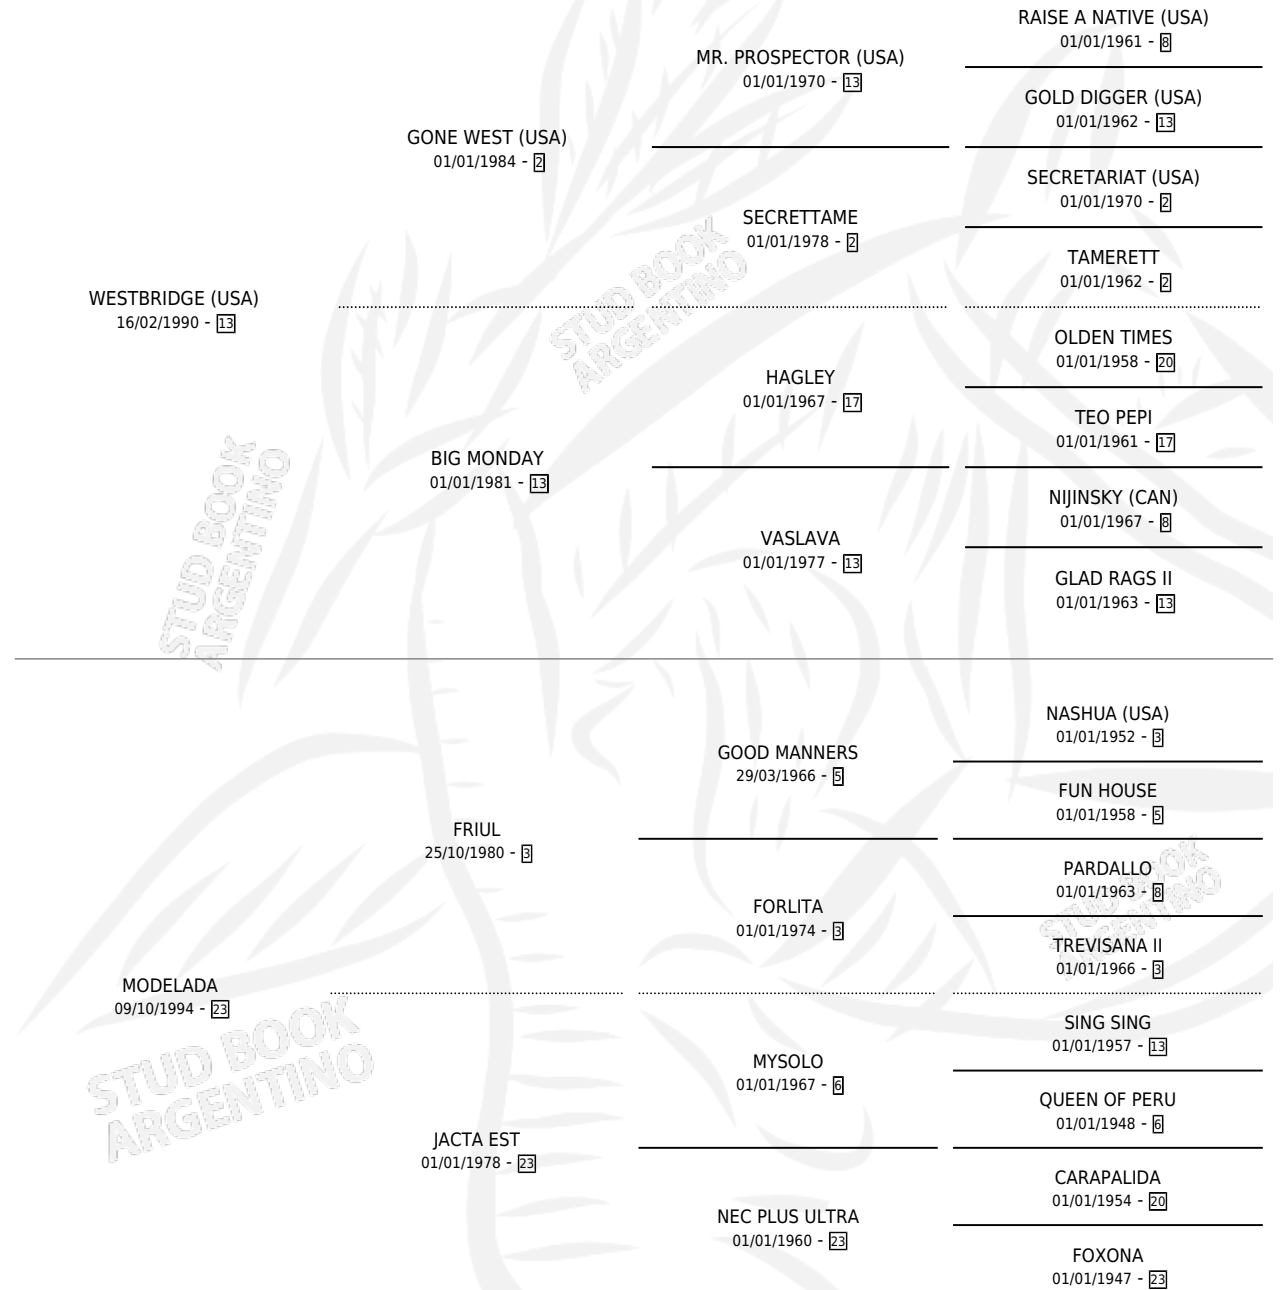 RAISE A NATIVE (USA)
01/01/1961 - 8
MR. PROSPECTOR (USA)
01/01/1970 - 13
GOLD DIGGER (USA)
01/01/1962 - 13
GONE WEST (USA)
01/01/1984 - 2
SECRETARIAT (USA)
01/01/1970 - 2
SECRETTAME
01/01/1978 - 2
TAMERETT
01/01/1962 - 2
WESTBRIDGE (USA)
16/02/1990 - 13
OLDEN TIMES
01/01/1958 - 20
HAGLEY
01/01/1967 - 17
TEO PEPI
01/01/1961 - 17
BIG MONDAY
01/01/1981 - 13
NIJINSKY (CAN)
01/01/1967 - 8
VASLAVA
01/01/1977 - 13
GLAD RAGS II
01/01/1963 - 13
NASHUA (USA)
01/01/1952 - 3
GOOD MANNERS
29/03/1966 - 5
FUN HOUSE
01/01/1958 - 5
FRIUL
25/10/1980 - 3
PARDALLO
01/01/1963 - 8
FORLITA
01/01/1974 - 3
TREVISANA II
01/01/1966 - 3
MODELADA
09/10/1994 - 23
SING SING
01/01/1957 - 13
MYSOLO
01/01/1967 - 6
QUEEN OF PERU
01/01/1948 - 6
JACTA EST
01/01/1978 - 23
CARAPALIDA
01/01/1954 - 20
NEC PLUS ULTRA
01/01/1960 - 23
FOXONA
01/01/1947 - 23
STUD BOOK
ARGENTINO
STUD BOOK
ARGENTINO
STUD BOOK
ARGENTINO
STUD BOOK
ARGENTINO